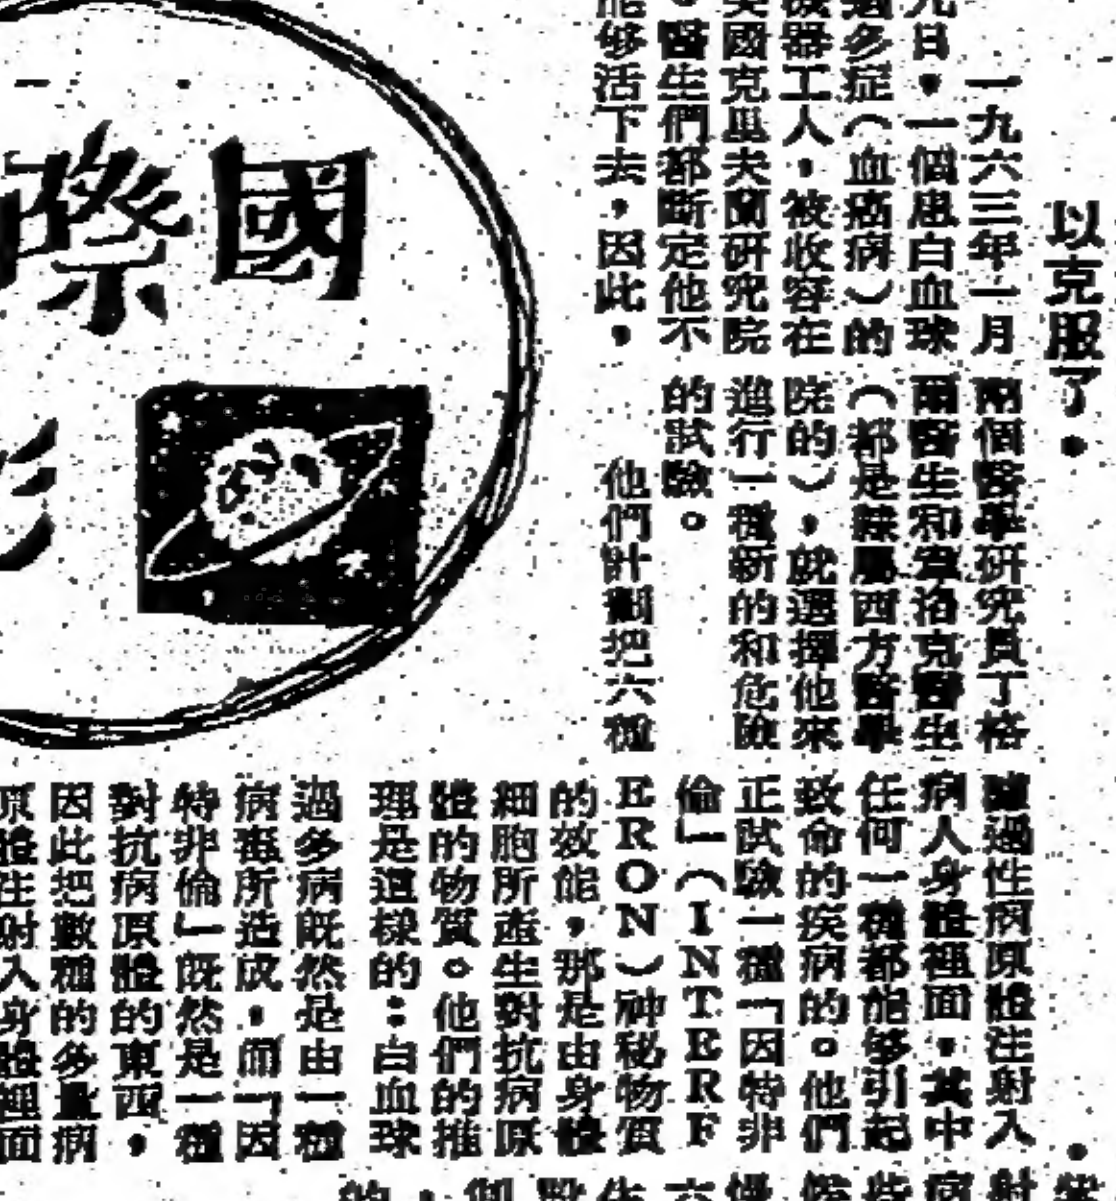 以克服了。
一九六三年一月
九日，一個患白血球
過多症（血癌病）的
機器工人，被收容在
美國克里夫蘭研究院
。醫生們都斷定他不
能够活下去，因此，
兩個醫學研究員丁格
爾醫生和韋洛克醫生
（都是隸屬西方醫學
院的），就選擇他來
進行一種新的和危險
的試驗。
他們計劃把六種
濾過性病原體注射入
病人身體裡面，其中
任何一種都能够引起
致命的疾病的。他們
正試驗一種「因特非
倫」（INTERF
ERON）神秘物質
的效能，那是由身體
細胞所產生對抗病原
體的物質。他們的推
理是這樣的：白血球
過多病既然是由一種
病毒所造成，而「因
特非倫」既然是一種
對抗病原體的東西，
因此把數種的多量病
原體注射入身體裡面
國際